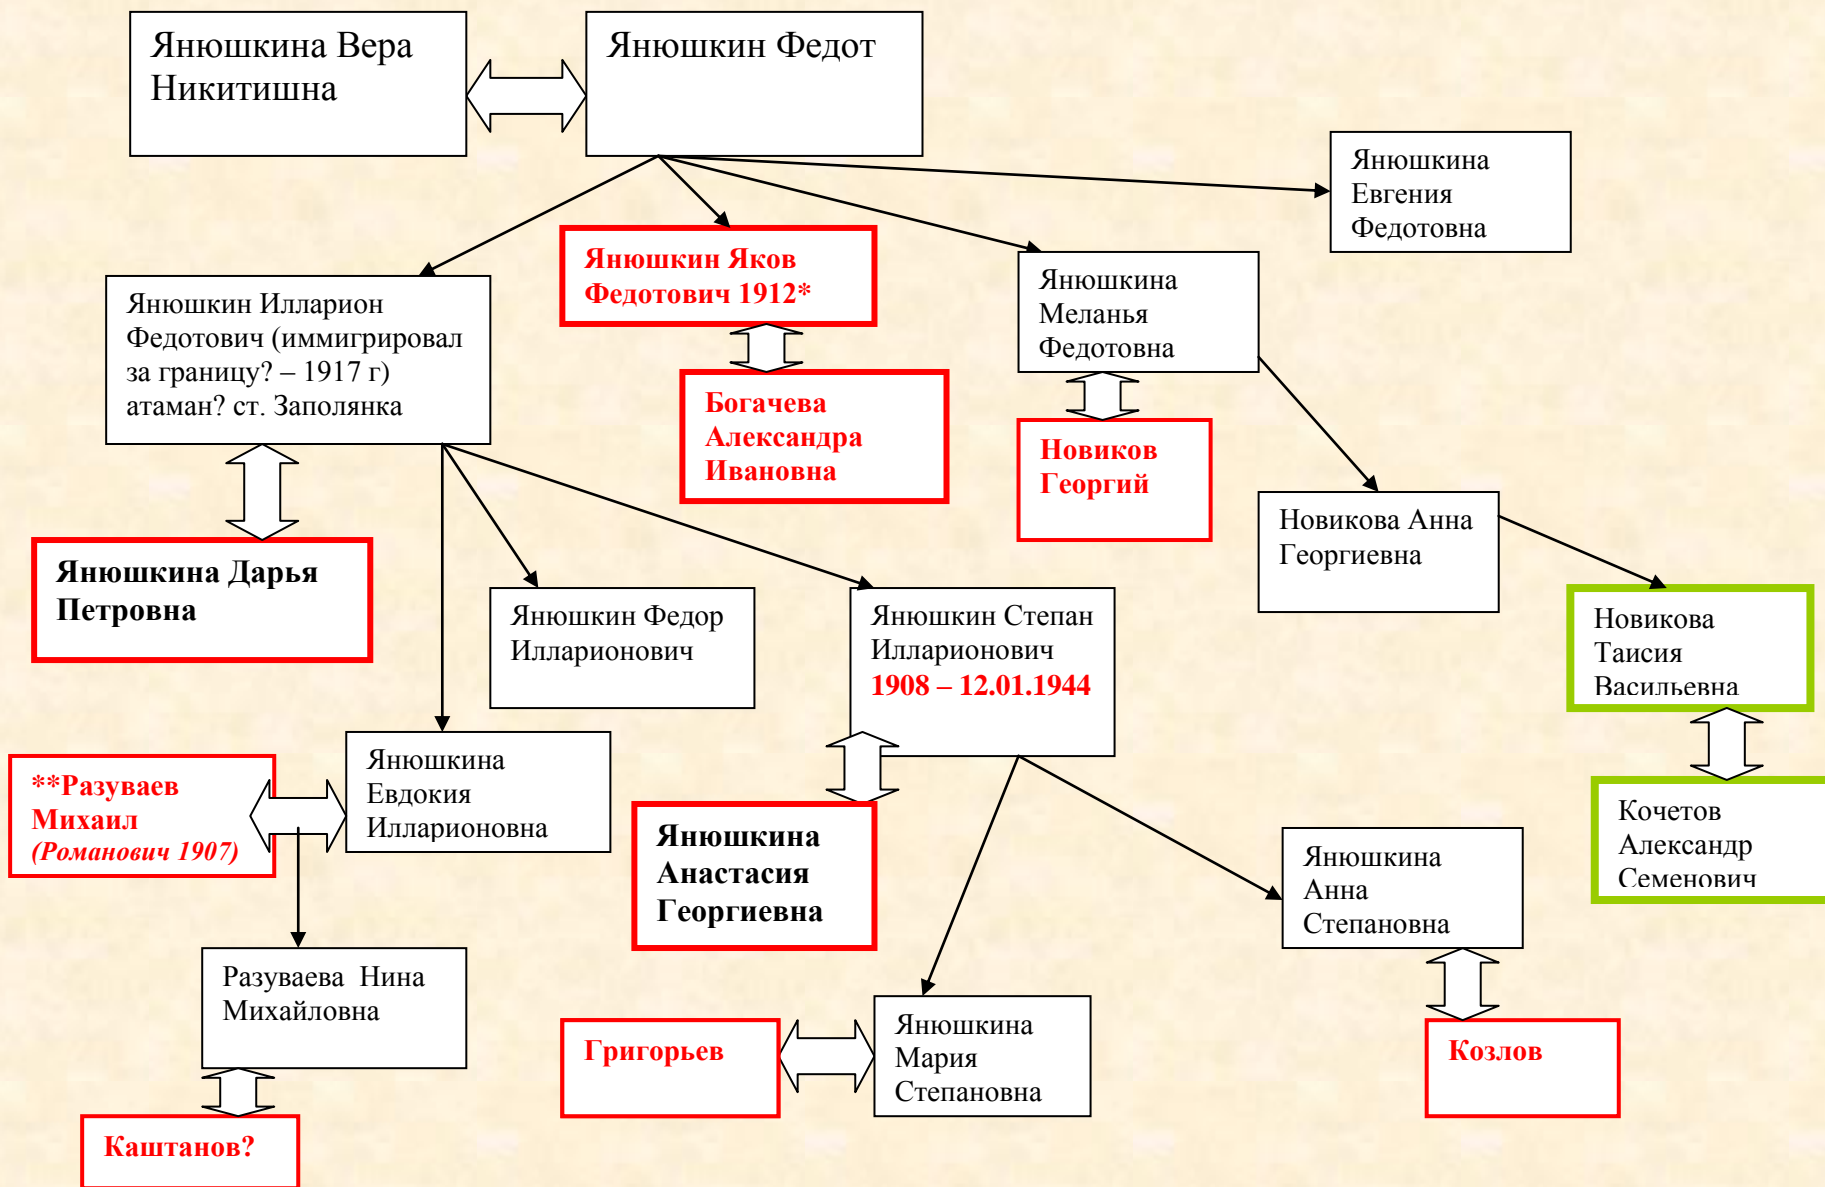 Янюшкина Вера
Никитишна
Янюшкин Федот
Янюшкина
Евгения
Федотовна
Янюшкин Яков
Федотович 1912*
Янюшкина
Меланья
Федотовна
Янюшкин Илларион
Федотович (иммигрировал
за границу? – 1917 г)
атаман? ст. Заполянка
Богачева
Александра
Ивановна
Новиков
Георгий
Новикова Анна
Георгиевна
Янюшкина Дарья
Петровна
Янюшкин Федор
Илларионович
Янюшкин Степан
Илларионович
1908 – 12.01.1944
Новикова
Таисия
Васильевна
**Разуваев
Михаил
(Романович 1907)
Янюшкина
Евдокия
Илларионовна
Янюшкина
Анастасия
Георгиевна
Янюшкина
Анна
Степановна
Кочетов
Александр
Семенович
Разуваева  Нина
Михайловна
Григорьев
Янюшкина
Мария
Степановна
Козлов
Каштанов?